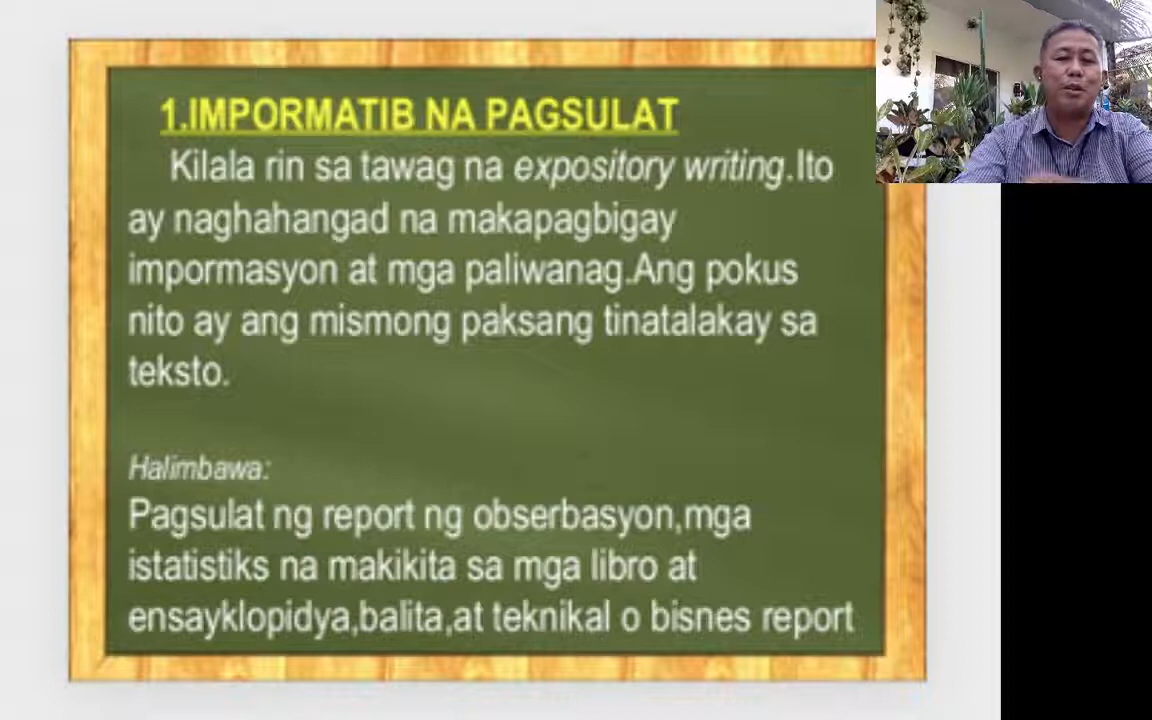 1.IMPORMATIB NA PAGSULAT
Kilala rin sa tawag na expository writing.Ito
ay naghahangad na makapagbigay
impormasyon at mga paliwanag.Ang pokus
nito ay ang mismong paksang tinatalakay sa
teksto.
Halimbawa:
Pagsulat ng report ng obserbasyon,mga
istatistiks na makikita sa mga libro at
ensayklopidya,balita,at teknikal o bisnes report